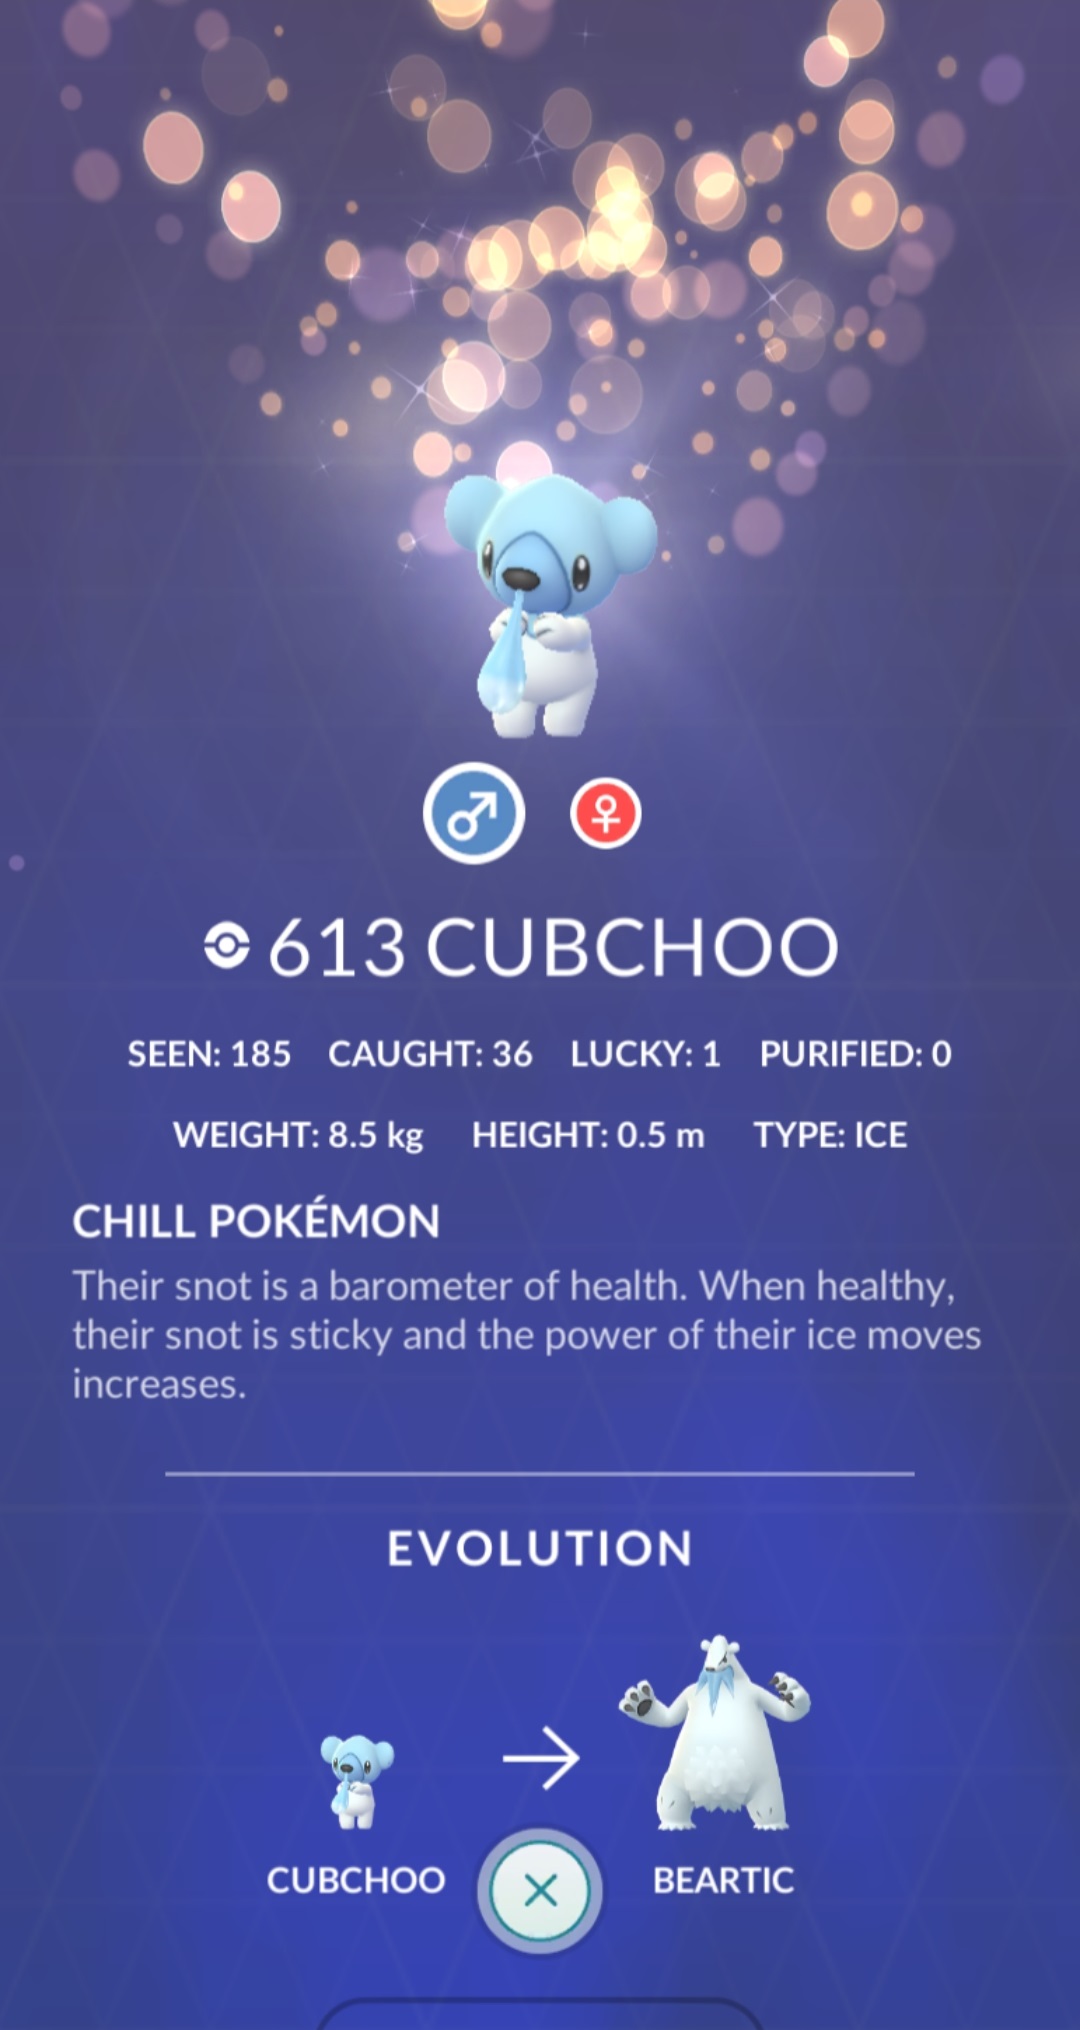 613 CUBCHOO
SEEN: 185 CAUGHT: 36 LUCKY: 1 PURIFIED: 0
WEIGHT: 8.5 kg HEIGHT: 0.5 m TYPE: ICE
CHILL POKÉMON
Their snot is a barometer of health. When healthy,
their snot is sticky and the power of their ice moves
increases.
EVOLUTION
CUBCHOO BEARTIC